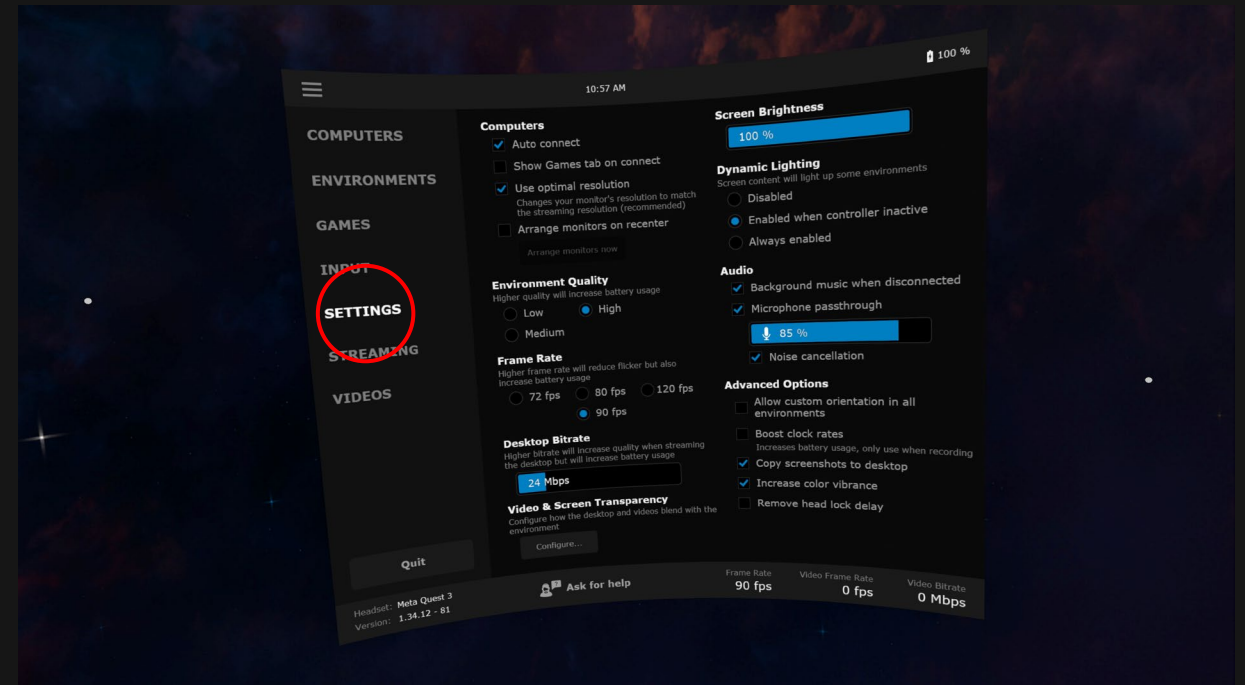 100 %
10:57 AM
COMPUTERS
ENVIRONMENTS
GAMES
INPUT
SETTINGS
STREAMING
VIDEOS
Quit
Computers
Auto connect
Show Games tab on connect
Use optimal resolution
Changes your monitor's resolution to match
the streaming resolution (recommended)
Arrange monitors on recenter
Arrange monitors now
Environment Quality
Higher quality will increase battery usage
Low
High
Medium
Frame Rate
Higher frame rate will reduce flicker but also
increase battery usage
72 fps
80 fps
120 fps
90 fps
Desktop Bitrate
Higher bitrate will increase quality when streaming
the desktop but will increase battery usage
24 Mbps
Video & Screen Transparency
Configure how the desktop and videos blend with the
environment
Configure...
Screen Brightness
100 %
Dynamic Lighting
Screen content will light up some environments
Disabled
Enabled when controller inactive
Always enabled
Audio
Background music when disconnected
Microphone passthrough
85 %
Noise cancellation
Advanced Options
Allow custom orientation in all
environments
Boost clock rates
Increases battery usage, only use when recording
Copy screenshots to desktop
Increase color vibrance
Remove head lock delay
Headset: Meta Quest 3
Version: 1.34.12 - 81
Ask for help
Frame Rate
90 fps
Video Frame Rate
0 fps
Video Bitrate
0 Mbps